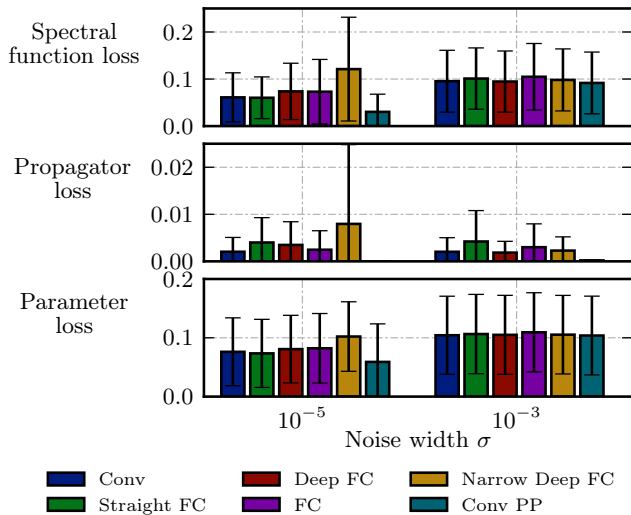 Spectral
function loss
0.2
0.1
0.0
Propagator
loss
0.02
0.01
0.00
Parameter
loss
0.2
0.1
0.0
10^{-5}
10^{-3}
Noise width σ
Conv
Deep FC
Narrow Deep FC
Straight FC
FC
Conv PP